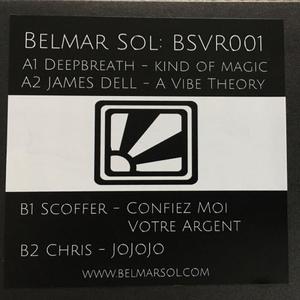 Belmar Sol: BSVR001
A1 Deepbreath – kind of magic
A2 James Dell – A Vibe Theory
B1 Scoffer – Confiez Moi
Votre Argent
B2 Chris – JoJoJo
www.belmarsol.com